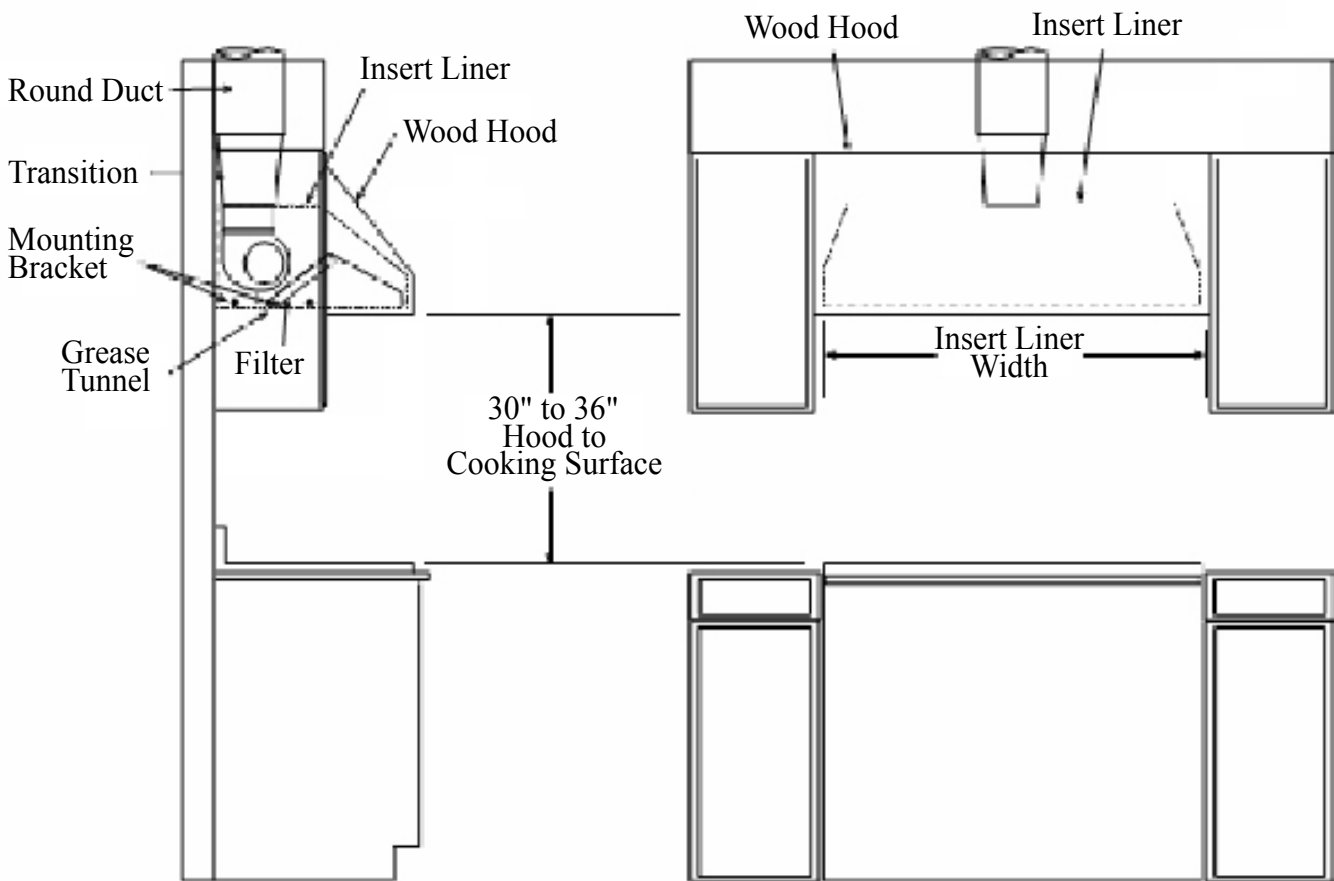 Wood Hood
Insert Liner
Insert Liner
Round Duct
Wood Hood
Transition
Mounting
Bracket
Grease
Tunnel
Filter
Insert Liner
Width
30" to 36"
Hood to
Cooking Surface